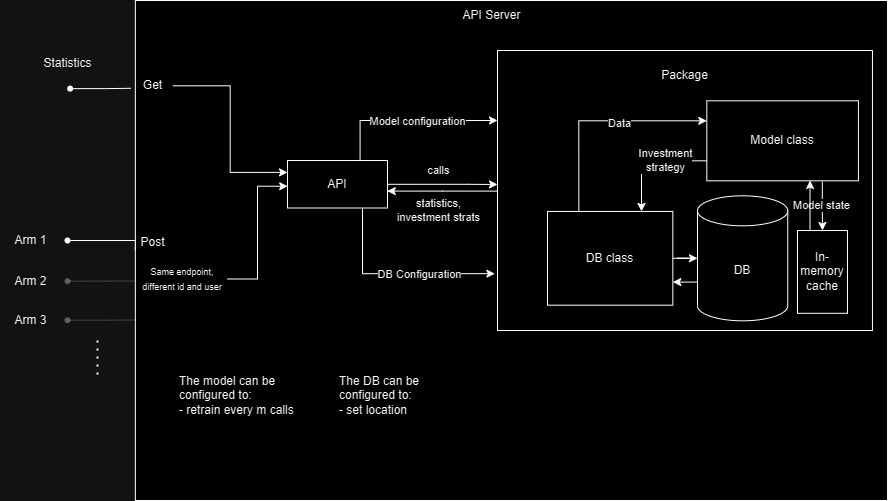 API Server
Statistics
Package
Get
Model configuration
Data
Model class
Investment
strategy
API
calls
statistics,
investment strats
Model state
Arm 1
Post
DB class
DB
In-
memory
cache
Arm 2
Same endpoint,
different id and user
DB Configuration
Arm 3
The model can be
configured to:
- retrain every m calls
The DB can be
configured to:
- set location